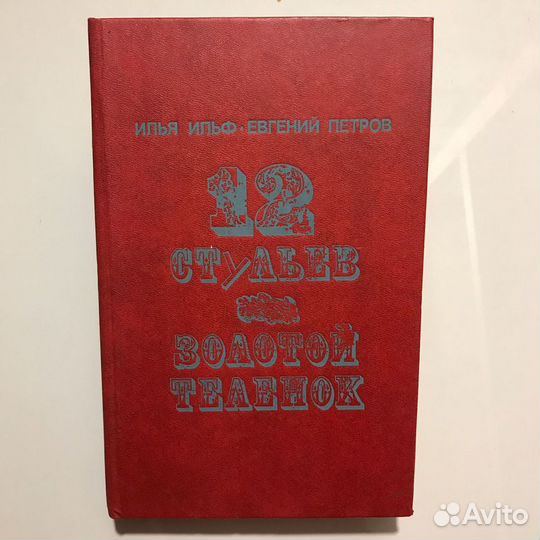 ИЛЬЯ ИЛЬФ · ЕВГЕНИЙ ПЕТРОВ
12
СТУЛЬЕВ
ЗОЛОТОЙ
ТЕЛЕНОК
Avito